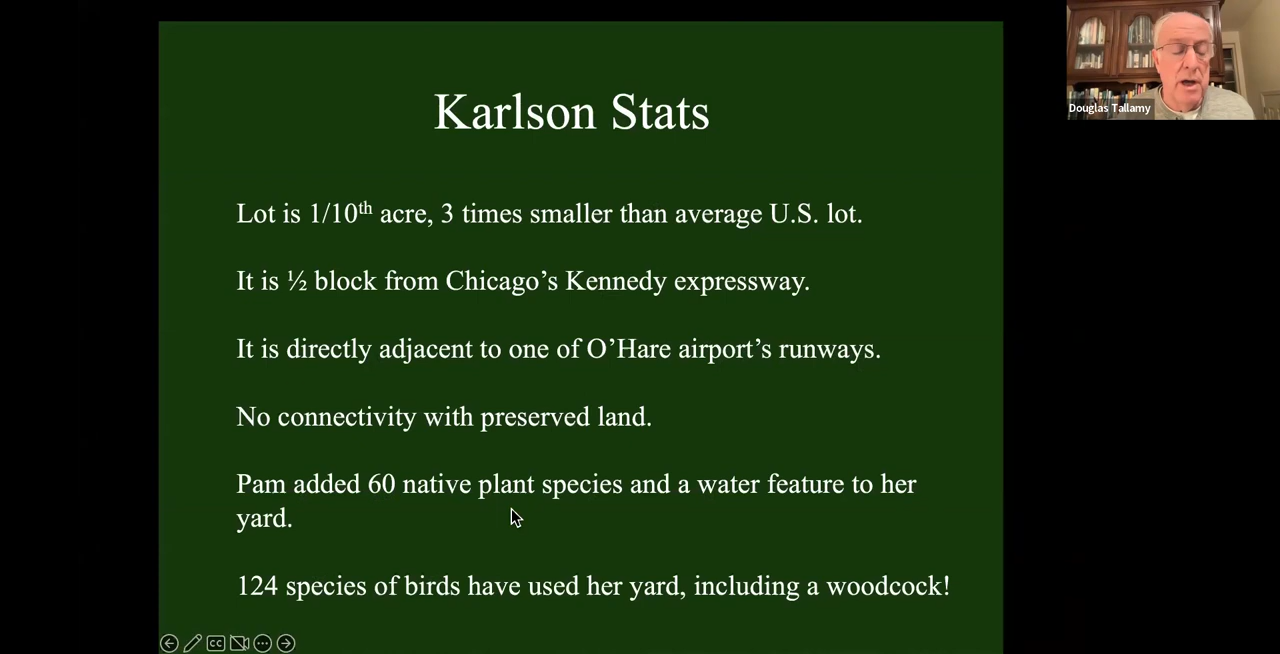 Karlson Stats
Lot is 1/10th acre, 3 times smaller than average U.S. lot.
It is ½ block from Chicago’s Kennedy expressway.
It is directly adjacent to one of O’Hare airport’s runways.
No connectivity with preserved land.
Pam added 60 native plant species and a water feature to her
yard.
124 species of birds have used her yard, including a woodcock!
Douglas Tallamy
CC